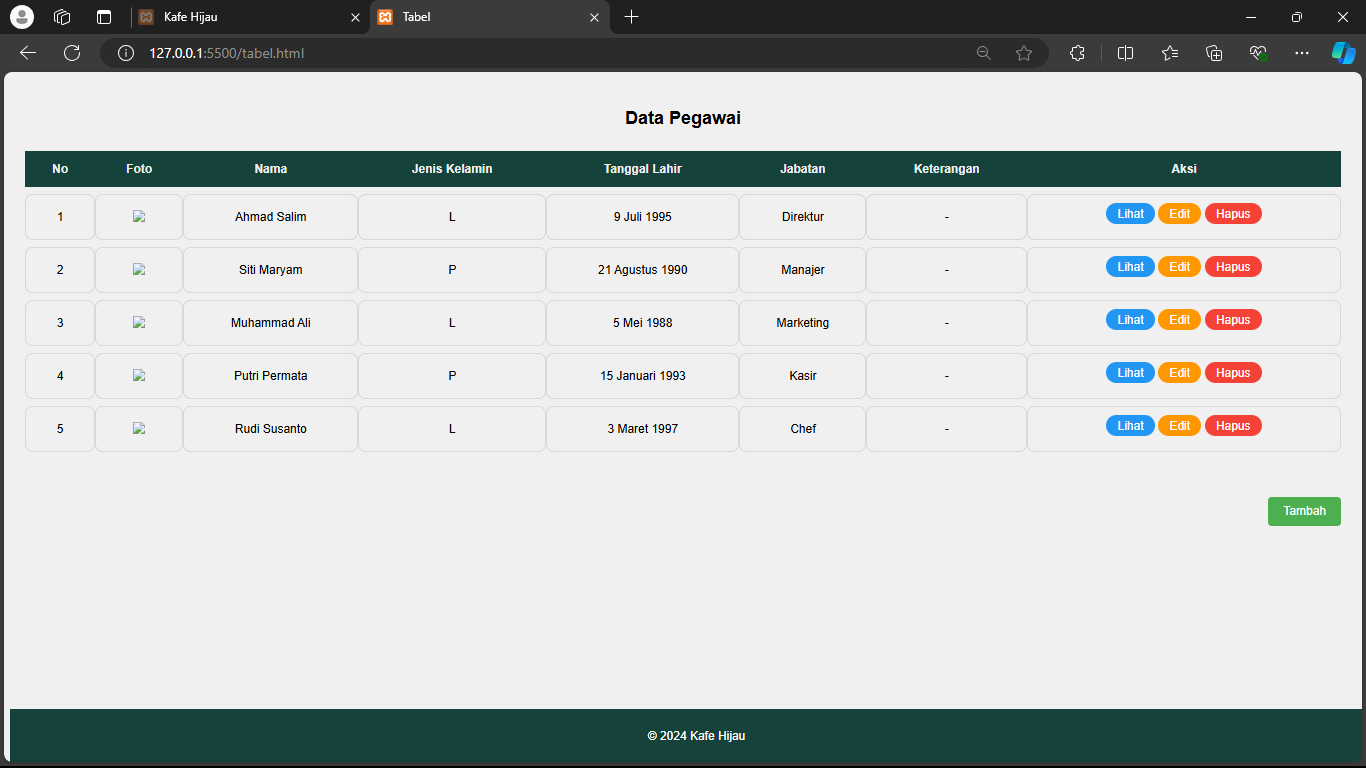 Kafe Hijau
Tabel
127.0.0.1:5500/tabel.html
Data Pegawai
No Foto Nama Jenis Kelamin Tanggal Lahir Jabatan Keterangan Aksi
1 Ahmad Salim L 9 Juli 1995 Direktur - Lihat Edit Hapus
2 Siti Maryam P 21 Agustus 1990 Manajer - Lihat Edit Hapus
3 Muhammad Ali L 5 Mei 1988 Marketing - Lihat Edit Hapus
4 Putri Permata P 15 Januari 1993 Kasir - Lihat Edit Hapus
5 Rudi Susanto L 3 Maret 1997 Chef - Lihat Edit Hapus
Tambah
© 2024 Kafe Hijau